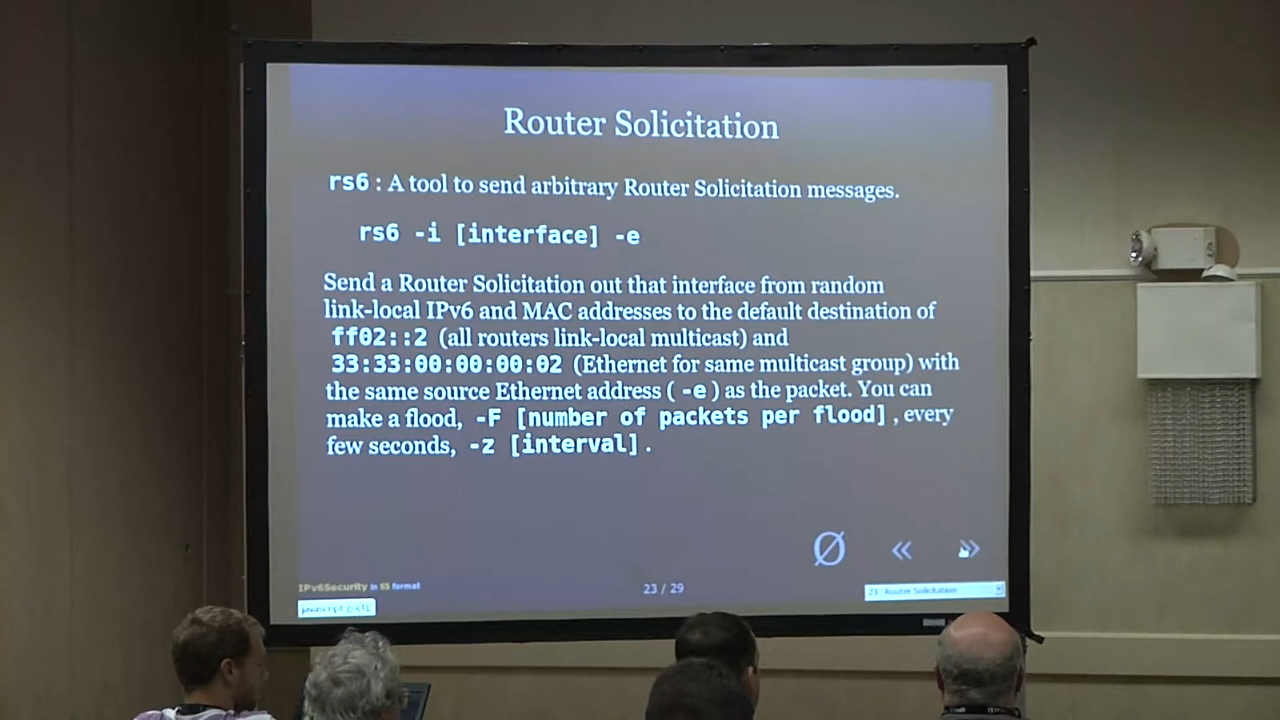 Router Solicitation
rs6 : A tool to send arbitrary Router Solicitation messages.
rs6 -i [interface] -e
Send a Router Solicitation out that interface from random
link-local IPv6 and MAC addresses to the default destination of
ff02::2 (all routers link-local multicast) and
33:33:00:00:00:02 (Ethernet for same multicast group) with
the same source Ethernet address ( -e ) as the packet. You can
make a flood, -F [number of packets per flood] , every
few seconds, -z [interval] .
Ø « »
IPv6Security in S5 format
23 / 29
23 : Router Solicitation